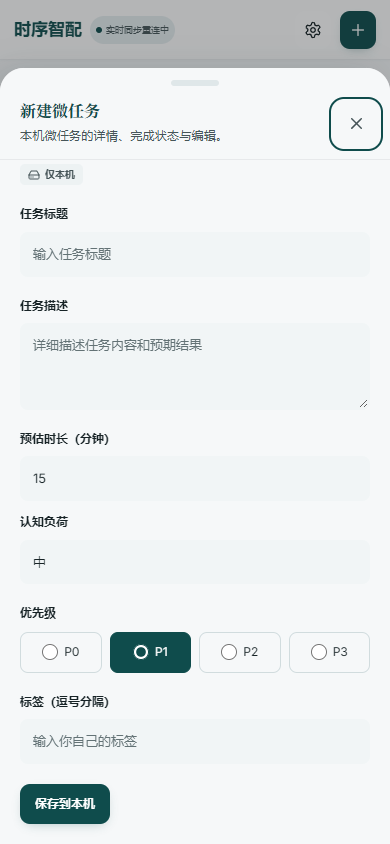 时序智配
实时同步重连中
新建微任务
本机微任务的详情、完成状态与编辑。
仅本机
任务标题
输入任务标题
任务描述
详细描述任务内容和预期结果
预估时长（分钟）
15
认知负荷
中
优先级
P0 P1 P2 P3
标签（逗号分隔）
输入你自己的标签
保存到本机